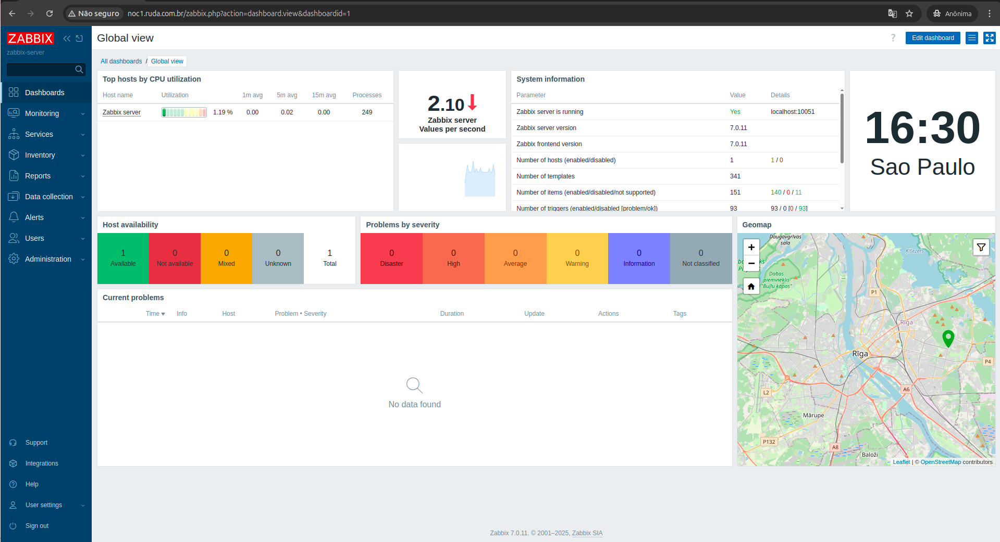 Não seguro noc1.ruda.com.br/zabbix.php?action=dashboard.view&dashboardid=1 Anônima
ZABBIX
zabbix-server
Dashboards
Monitoring
Services
Inventory
Reports
Data collection
Alerts
Users
Administration
Support
Integrations
Help
User settings
Sign out
Global view ? Edit dashboard
All dashboards / Global view
Top hosts by CPU utilization
Host name Utilization 1m avg 5m avg 15m avg Processes
Zabbix server 1.19 % 0.00 0.02 0.00 249
2.10
Zabbix server
Values per second
System information
Parameter Value Details
Zabbix server is running Yes localhost:10051
Zabbix server version 7.0.11
Zabbix frontend version 7.0.11
Number of hosts (enabled/disabled) 1 1 / 0
Number of templates 341
Number of items (enabled/disabled/not supported) 151 140 / 0 / 11
Number of triggers (enabled/disabled [problem/ok]) 93 93 / 0 [0 / 93]
16:30
Sao Paulo
Host availability
1 0 0 0 1
Available Not available Mixed Unknown Total
Problems by severity
0 0 0 0 0 0
Disaster High Average Warning Information Not classified
Current problems
Time Info Host Problem • Severity Duration Update Actions Tags
No data found
Geomap
+
−
Daugavgrīvas
sala
Ķīšezers
Dabas
piemineklis
"Buļļu kāpas"
P1
Rīga
Rīga
P4
L2
A6
Mārupe
P132
A8
Baloži
Leaflet | © OpenStreetMap contributors
Zabbix 7.0.11. © 2001–2025, Zabbix SIA